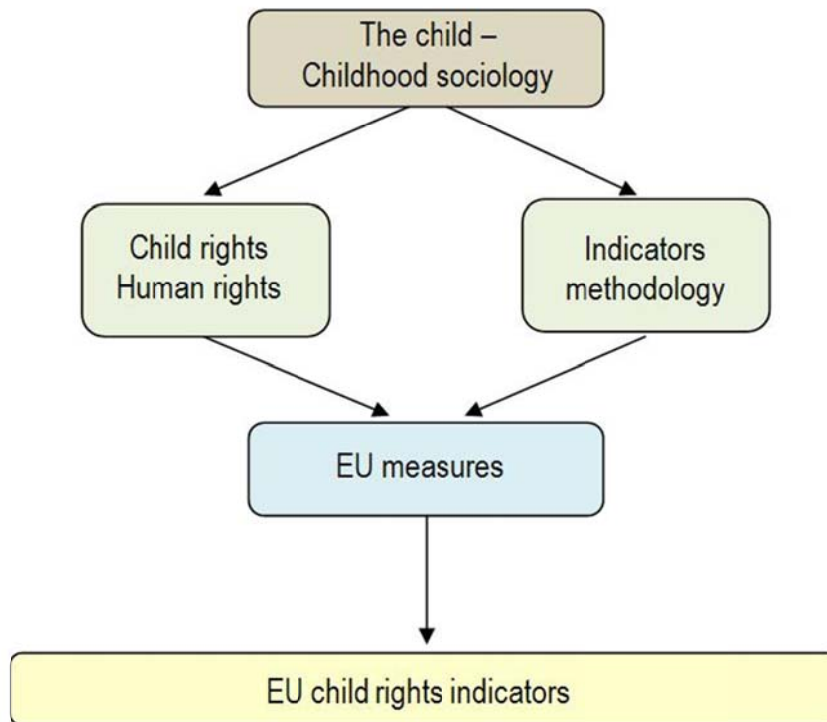 The child –
Childhood sociology
Child rights
Human rights
Indicators
methodology
EU measures
EU child rights indicators